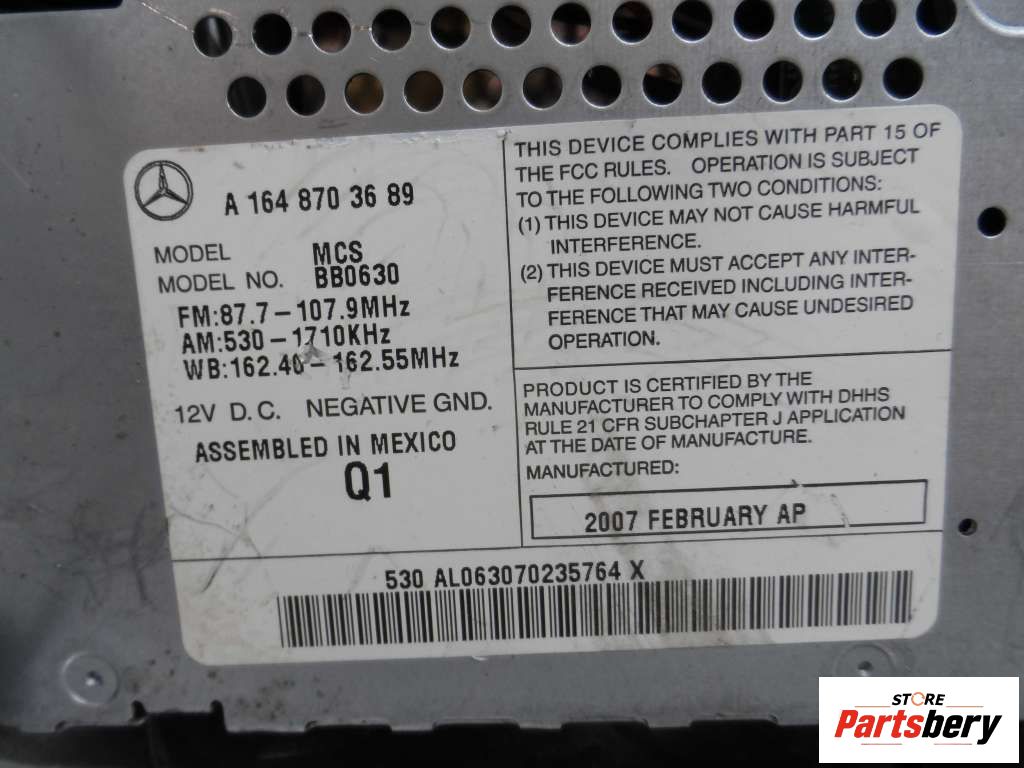 A 164 870 3689
MODEL MCS
MODEL NO. BB0630
FM:87.7-107.9MHz
AM:530-1710KHz
WB:162.40-162.55MHz
12V D.C. NEGATIVE GND.
ASSEMBLED IN MEXICO
Q1
THIS DEVICE COMPLIES WITH PART 15 OF
THE FCC RULES. OPERATION IS SUBJECT
TO THE FOLLOWING TWO CONDITIONS:
(1) THIS DEVICE MAY NOT CAUSE HARMFUL
INTERFERENCE.
(2) THIS DEVICE MUST ACCEPT ANY INTER-
FERENCE RECEIVED INCLUDING INTER-
FERENCE THAT MAY CAUSE UNDESIRED
OPERATION.
PRODUCT IS CERTIFIED BY THE
MANUFACTURER TO COMPLY WITH DHHS
RULE 21 CFR SUBCHAPTER J APPLICATION
AT THE DATE OF MANUFACTURE.
MANUFACTURED:
2007 FEBRUARY AP
530 AL063070235764 X
STORE
Partsbery